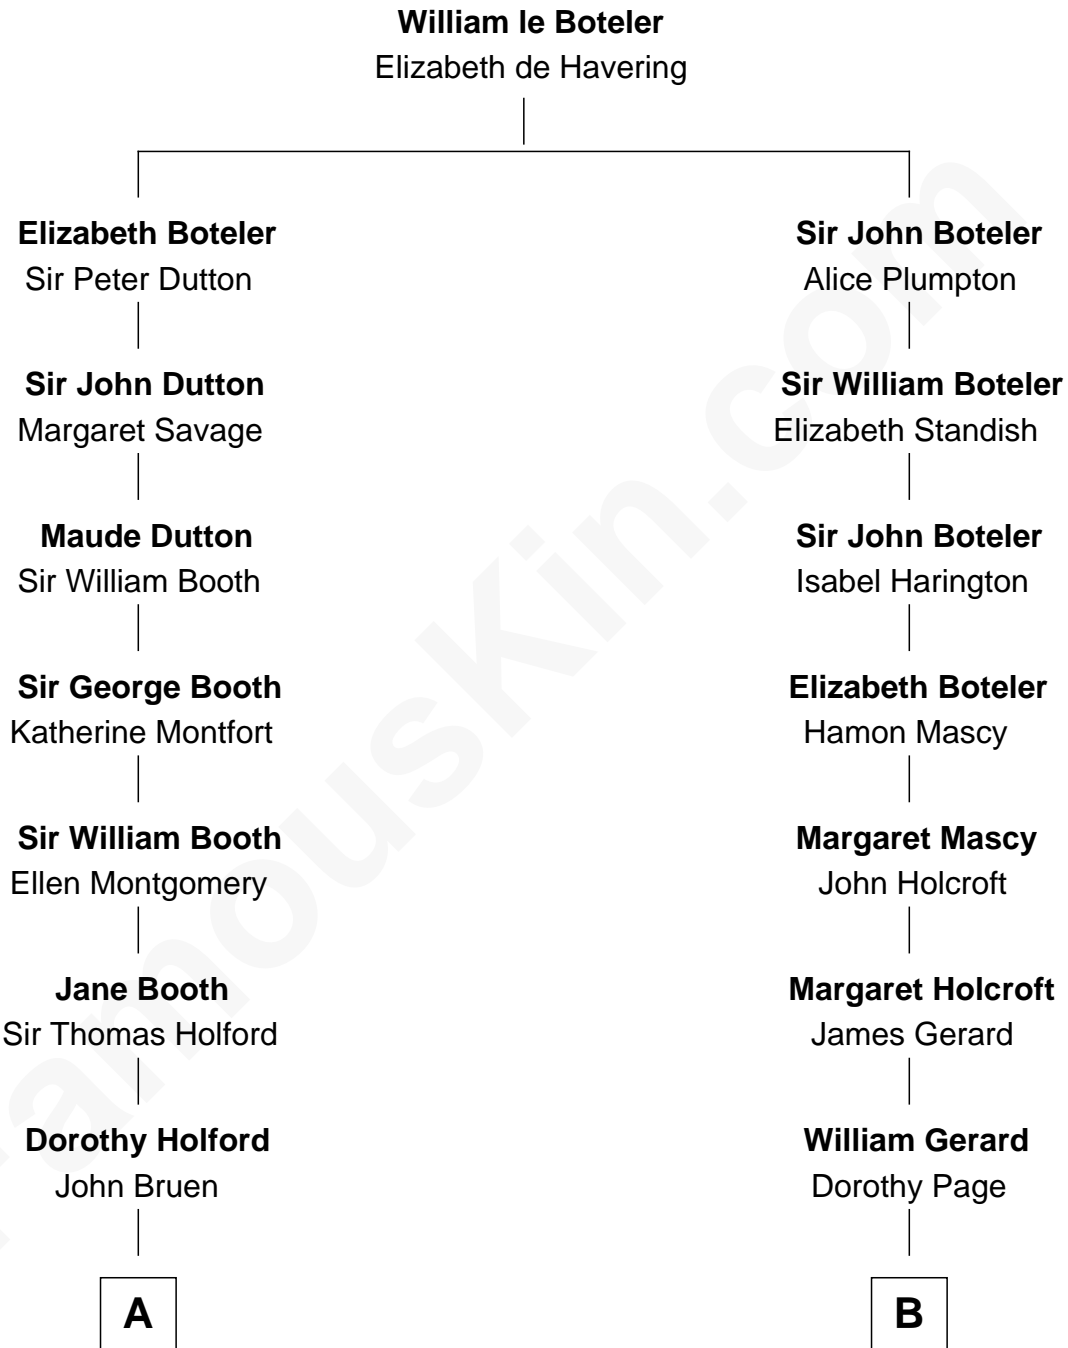 William le Boteler
Elizabeth de Havering
Elizabeth Boteler
Sir Peter Dutton
Sir John Boteler
Alice Plumpton
Sir John Dutton
Margaret Savage
Sir William Boteler
Elizabeth Standish
Maude Dutton
Sir William Booth
Sir John Boteler
Isabel Harington
Sir George Booth
Katherine Montfort
Elizabeth Boteler
Hamon Mascy
Sir William Booth
Ellen Montgomery
Margaret Mascy
John Holcroft
Jane Booth
Sir Thomas Holford
Margaret Holcroft
James Gerard
Dorothy Holford
John Bruen
William Gerard
Dorothy Page
A
B
FamousKin.com